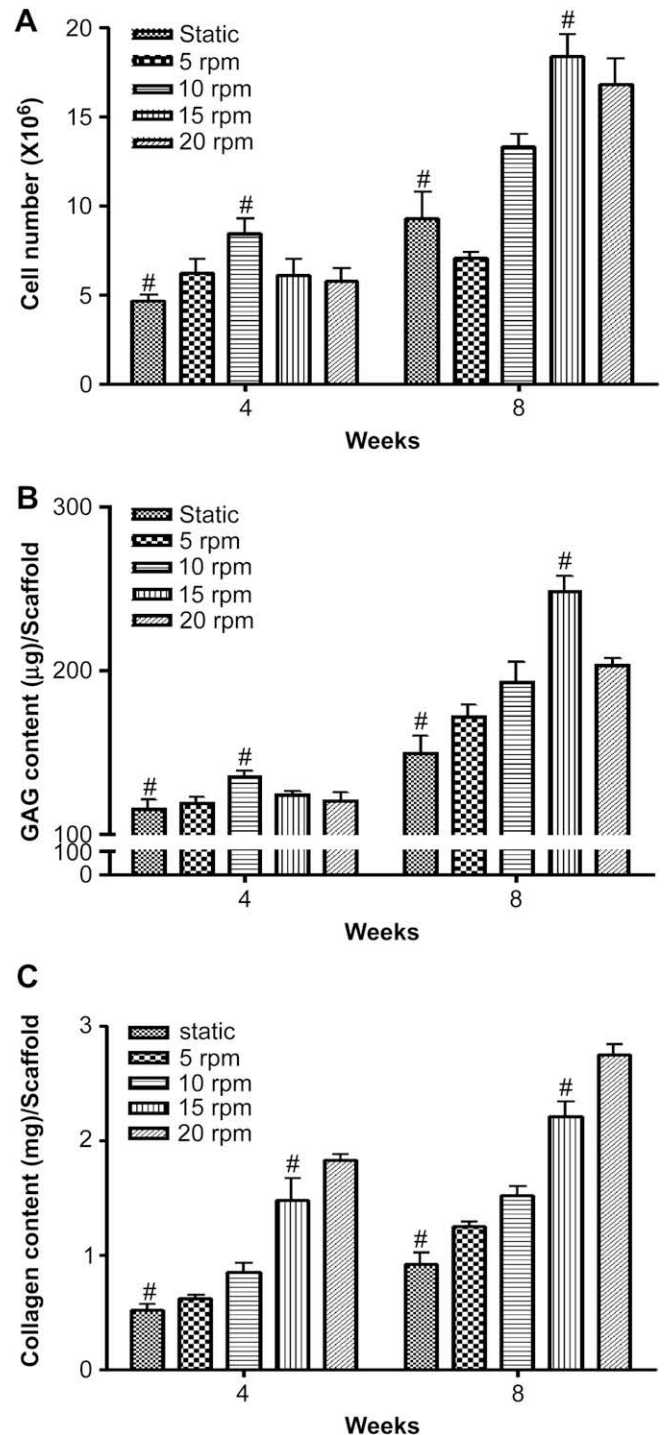 A
Cell number (X10⁶)
20
15
10
5
0
Static
5 rpm
10 rpm
15 rpm
20 rpm
# # # #
4 8
Weeks
B
GAG content (μg)/Scaffold
300
200
100
100
0
Static
5 rpm
10 rpm
15 rpm
20 rpm
# # # #
4 8
Weeks
C
Collagen content (mg)/Scaffold
3
2
1
0
static
5 rpm
10 rpm
15 rpm
20 rpm
# # # #
4 8
Weeks